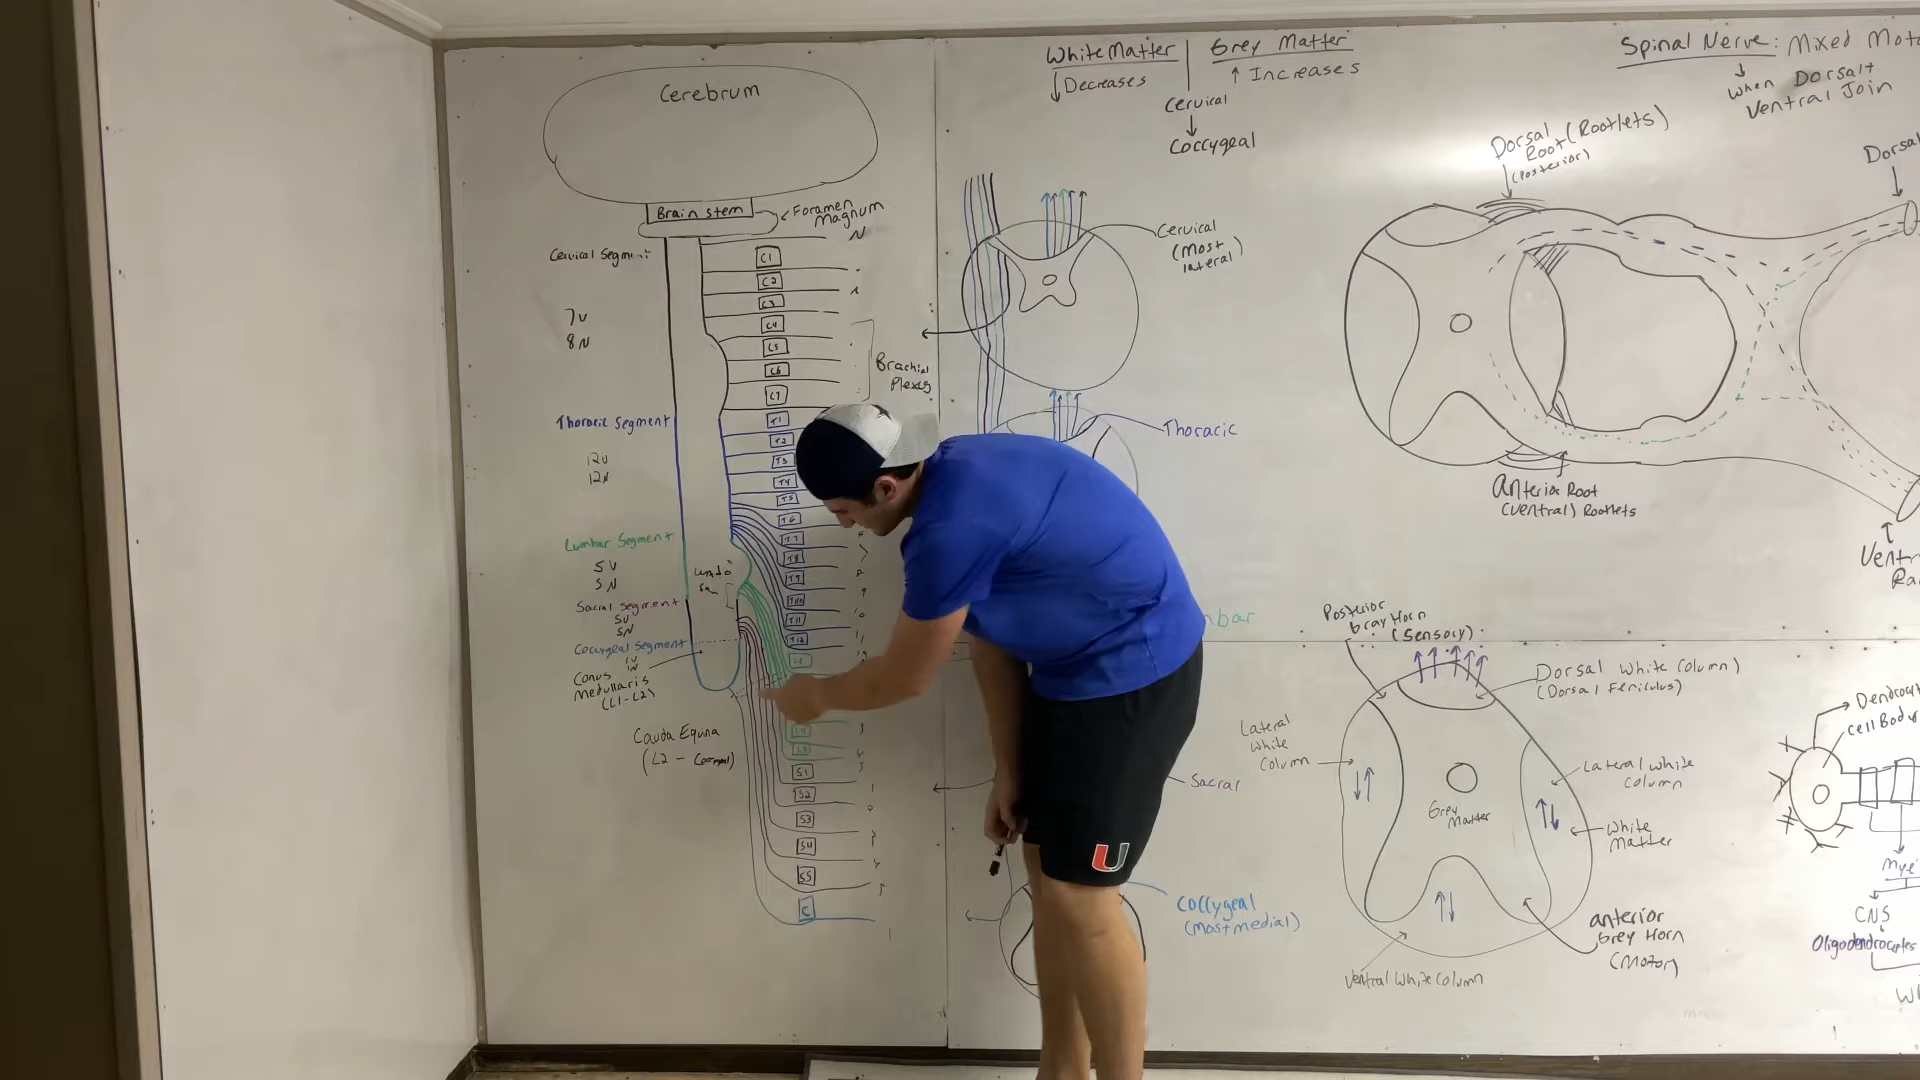 Cerebrum
Brain stem
Foramen
Magnum
N
Cervical Segment
7V
8N
C1
C2
C3
C4
C5
C6
C7
Brachial
Plexus
Thoracic Segment
12V
12N
T1
T2
T3
T4
T5
T6
T7
T8
T9
T10
T11
T12
Lumbar Segment
5V
5N
Sacral Segment
5V
5N
Coccygeal Segment
1V
1N
Conus
Medullaris
(L1-L2)
Cauda Equina
(L2 -
S1
S2
S3
S4
S5
C
White Matter
↓Decreases
Grey Matter
↑ Increases
Cervical
↓
Coccygeal
Cervical
(Most
lateral)
Thoracic
mbar
Sacral
Coccygeal
(most medial)
Spinal Nerve: Mixed Mot
↓
When Dorsal +
Ventral Join
Dorsal (Rootlets)
Root
(Posterior)
Dorsal
Anterior Root
(Ventral) Rootlets
Ventr
Ra
Posterior
Gray Horn
(Sensory)
Dorsal White Column)
(Dorsal Feniculus)
Lateral
White
Column
Lateral White
Column
Grey
Matter
White
Matter
anterior
Grey Horn
(Motor)
Ventral White Column
Dendrocyt
Cell Body
Mye
CNS
Oligodendrocytes
W
U